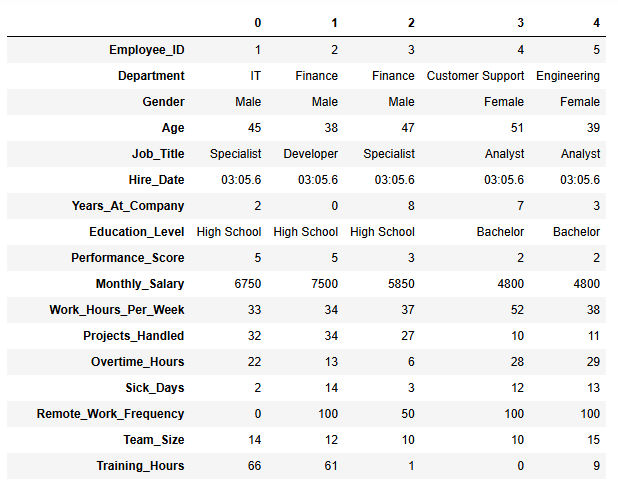 0 1 2 3 4
Employee_ID 1 2 3 4 5
Department IT Finance Finance Customer Support Engineering
Gender Male Male Male Female Female
Age 45 38 47 51 39
Job_Title Specialist Developer Specialist Analyst Analyst
Hire_Date 03:05.6 03:05.6 03:05.6 03:05.6 03:05.6
Years_At_Company 2 0 8 7 3
Education_Level High School High School High School Bachelor Bachelor
Performance_Score 5 5 3 2 2
Monthly_Salary 6750 7500 5850 4800 4800
Work_Hours_Per_Week 33 34 37 52 38
Projects_Handled 32 34 27 10 11
Overtime_Hours 22 13 6 28 29
Sick_Days 2 14 3 12 13
Remote_Work_Frequency 0 100 50 100 100
Team_Size 14 12 10 10 15
Training_Hours 66 61 1 0 9